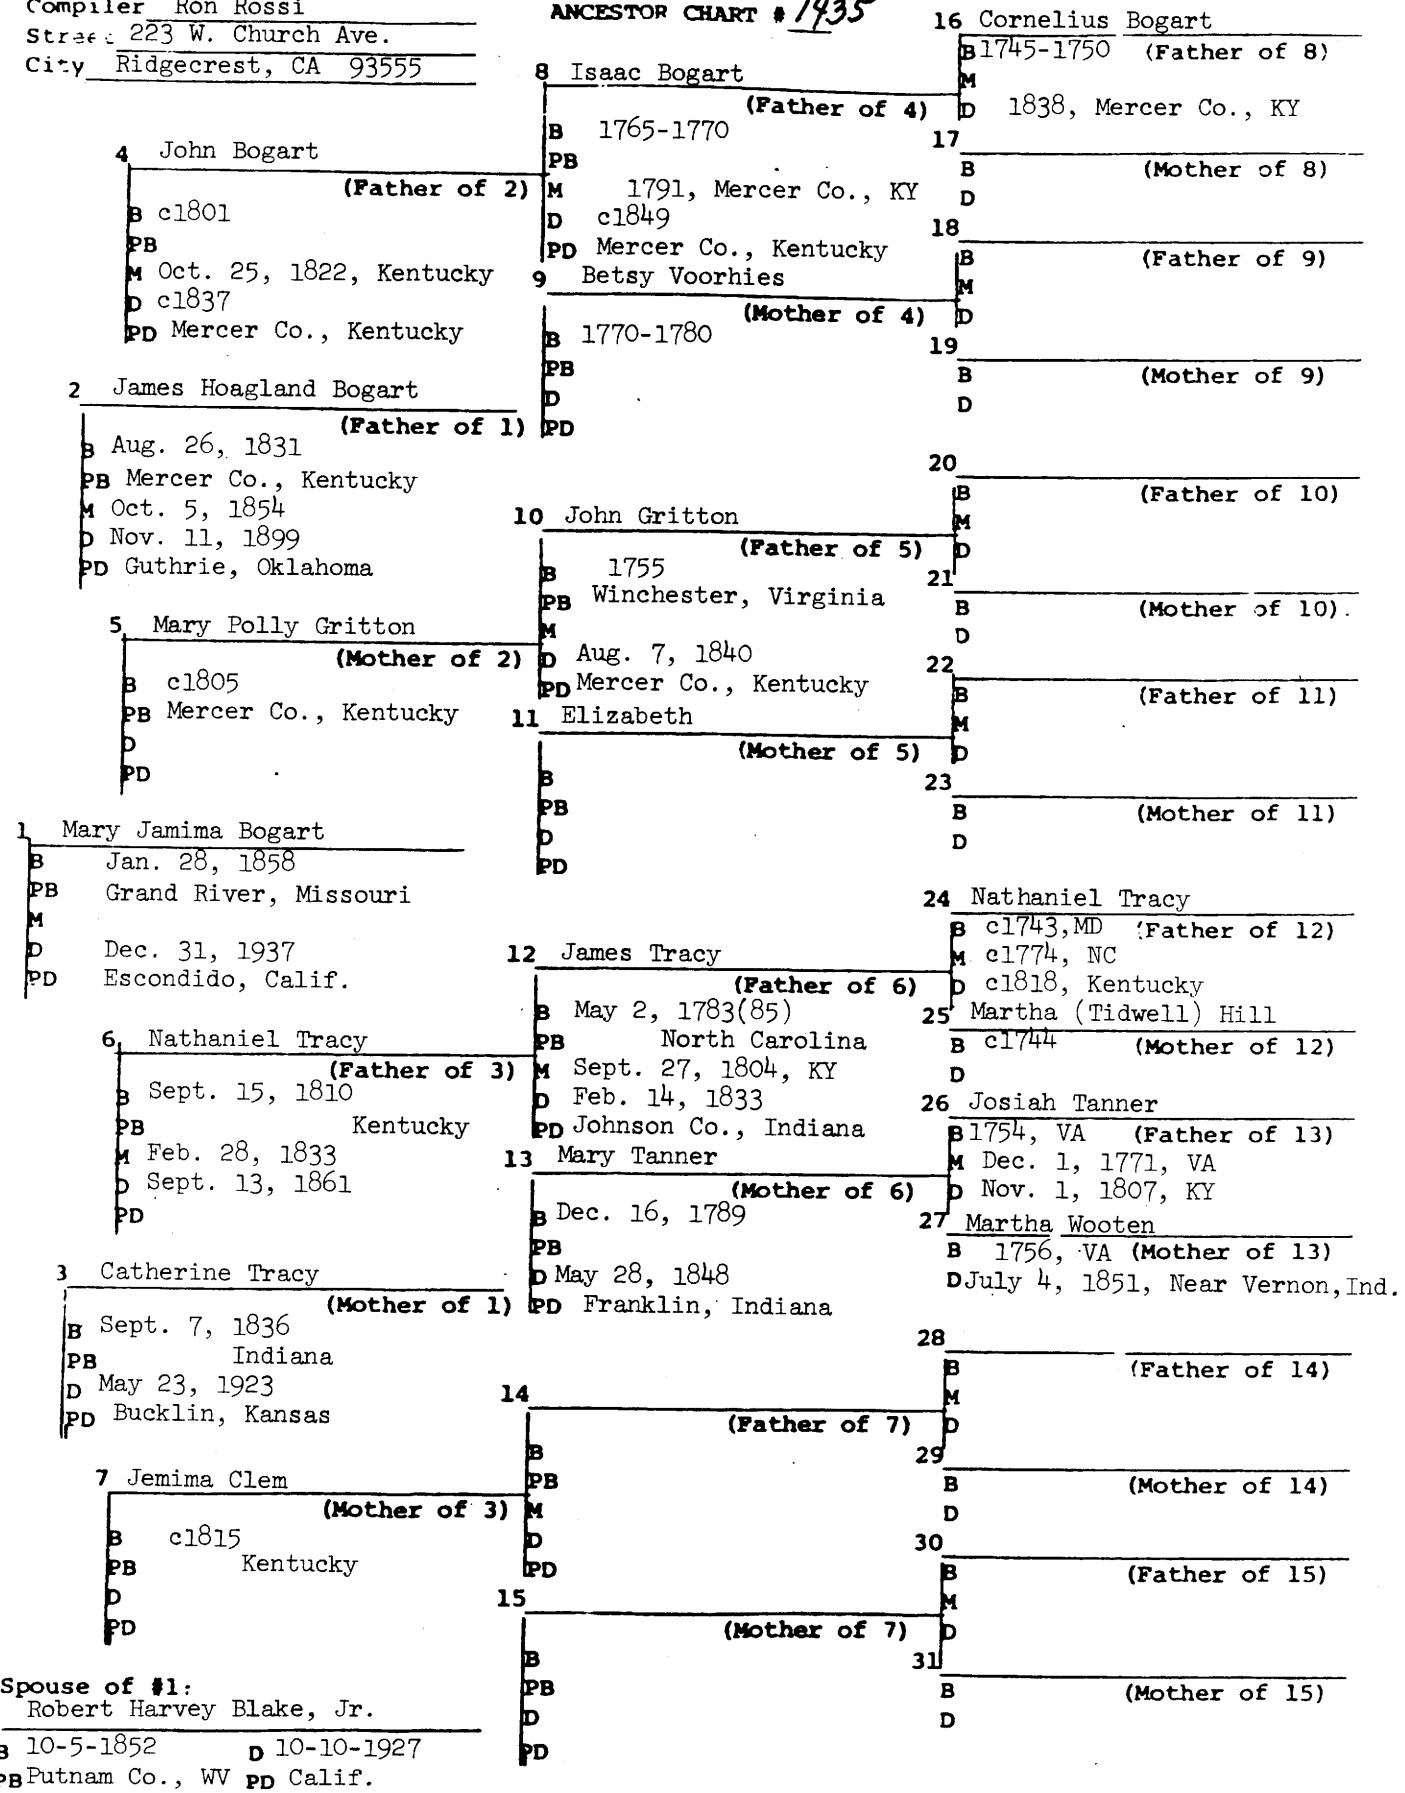 Compiler Ron Rossi
Street 223 W. Church Ave.
City Ridgecrest, CA 93555
ANCESTOR CHART # 1435
4 John Bogart
(Father of 2)
B c1801
PB
M Oct. 25, 1822, Kentucky
D c1837
PD Mercer Co., Kentucky
2 James Hoagland Bogart
(Father of 1)
B Aug. 26, 1831
PB Mercer Co., Kentucky
M Oct. 5, 1854
D Nov. 11, 1899
PD Guthrie, Oklahoma
5 Mary Polly Gritton
(Mother of 2)
B c1805
PB Mercer Co., Kentucky
D
PD
1 Mary Jamima Bogart
B Jan. 28, 1858
PB Grand River, Missouri
M
D Dec. 31, 1937
PD Escondido, Calif.
6 Nathaniel Tracy
(Father of 3)
B Sept. 15, 1810
PB Kentucky
M Feb. 28, 1833
D Sept. 13, 1861
PD
3 Catherine Tracy
(Mother of 1)
B Sept. 7, 1836
PB Indiana
D May 23, 1923
PD Bucklin, Kansas
7 Jemima Clem
(Mother of 3)
B c1815
PB Kentucky
D
PD
Spouse of #1:
Robert Harvey Blake, Jr.
B 10-5-1852 D 10-10-1927
PB Putnam Co., WV PD Calif.
8 Isaac Bogart
(Father of 4)
B 1765-1770
PB
M 1791, Mercer Co., KY
D c1849
PD Mercer Co., Kentucky
9 Betsy Voorhies
(Mother of 4)
B 1770-1780
PB
D
PD
10 John Gritton
(Father of 5)
B 1755
PB Winchester, Virginia
M
D Aug. 7, 1840
PD Mercer Co., Kentucky
11 Elizabeth
(Mother of 5)
B
PB
D
PD
12 James Tracy
(Father of 6)
B May 2, 1783(85)
PB North Carolina
M Sept. 27, 1804, KY
D Feb. 14, 1833
PD Johnson Co., Indiana
13 Mary Tanner
(Mother of 6)
B Dec. 16, 1789
PB
D May 28, 1848
PD Franklin, Indiana
14
(Father of 7)
B
PB
M
D
PD
15
(Mother of 7)
B
PB
D
PD
16 Cornelius Bogart
B 1745-1750 (Father of 8)
M
D 1838, Mercer Co., KY
17
B (Mother of 8)
D
18
B (Father of 9)
M
D
19
B (Mother of 9)
D
20
B (Father of 10)
M
D
21
B (Mother of 10).
D
22
B (Father of 11)
M
D
23
B (Mother of 11)
D
24 Nathaniel Tracy
B c1743,MD (Father of 12)
M c1774, NC
D c1818, Kentucky
25 Martha (Tidwell) Hill
B c1744 (Mother of 12)
D
26 Josiah Tanner
B 1754, VA (Father of 13)
M Dec. 1, 1771, VA
D Nov. 1, 1807, KY
27 Martha Wooten
B 1756, VA (Mother of 13)
D July 4, 1851, Near Vernon,Ind.
28
B (Father of 14)
M
D
29
B (Mother of 14)
D
30
B (Father of 15)
M
D
31
B (Mother of 15)
D